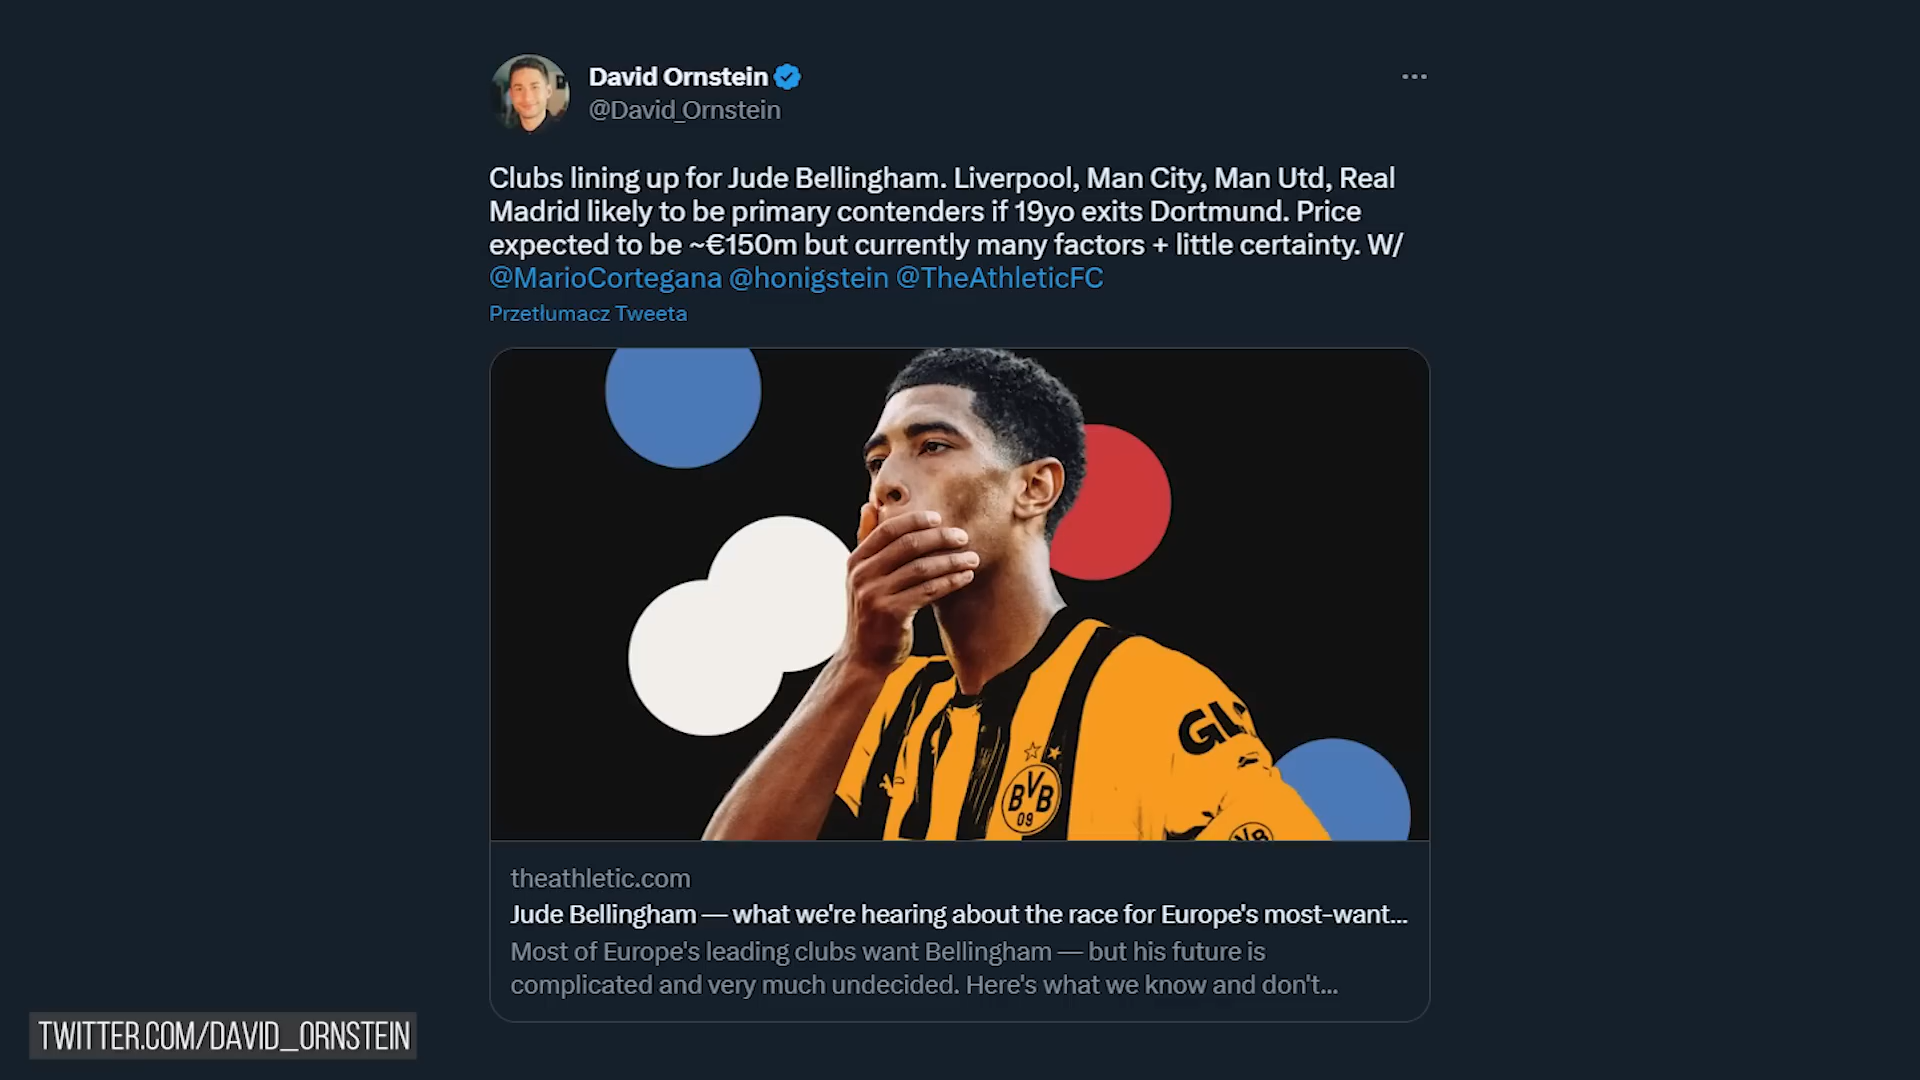 David Ornstein
@David_Ornstein
Clubs lining up for Jude Bellingham. Liverpool, Man City, Man Utd, Real
Madrid likely to be primary contenders if 19yo exits Dortmund. Price
expected to be ~€150m but currently many factors + little certainty. W/
@MarioCortegana @honigstein @TheAthleticFC
Przetłumacz Tweeta
GL
BVB
09
theathletic.com
Jude Bellingham — what we're hearing about the race for Europe's most-want...
Most of Europe's leading clubs want Bellingham — but his future is
complicated and very much undecided. Here's what we know and don't...
TWITTER.COM/DAVID_ORNSTEIN